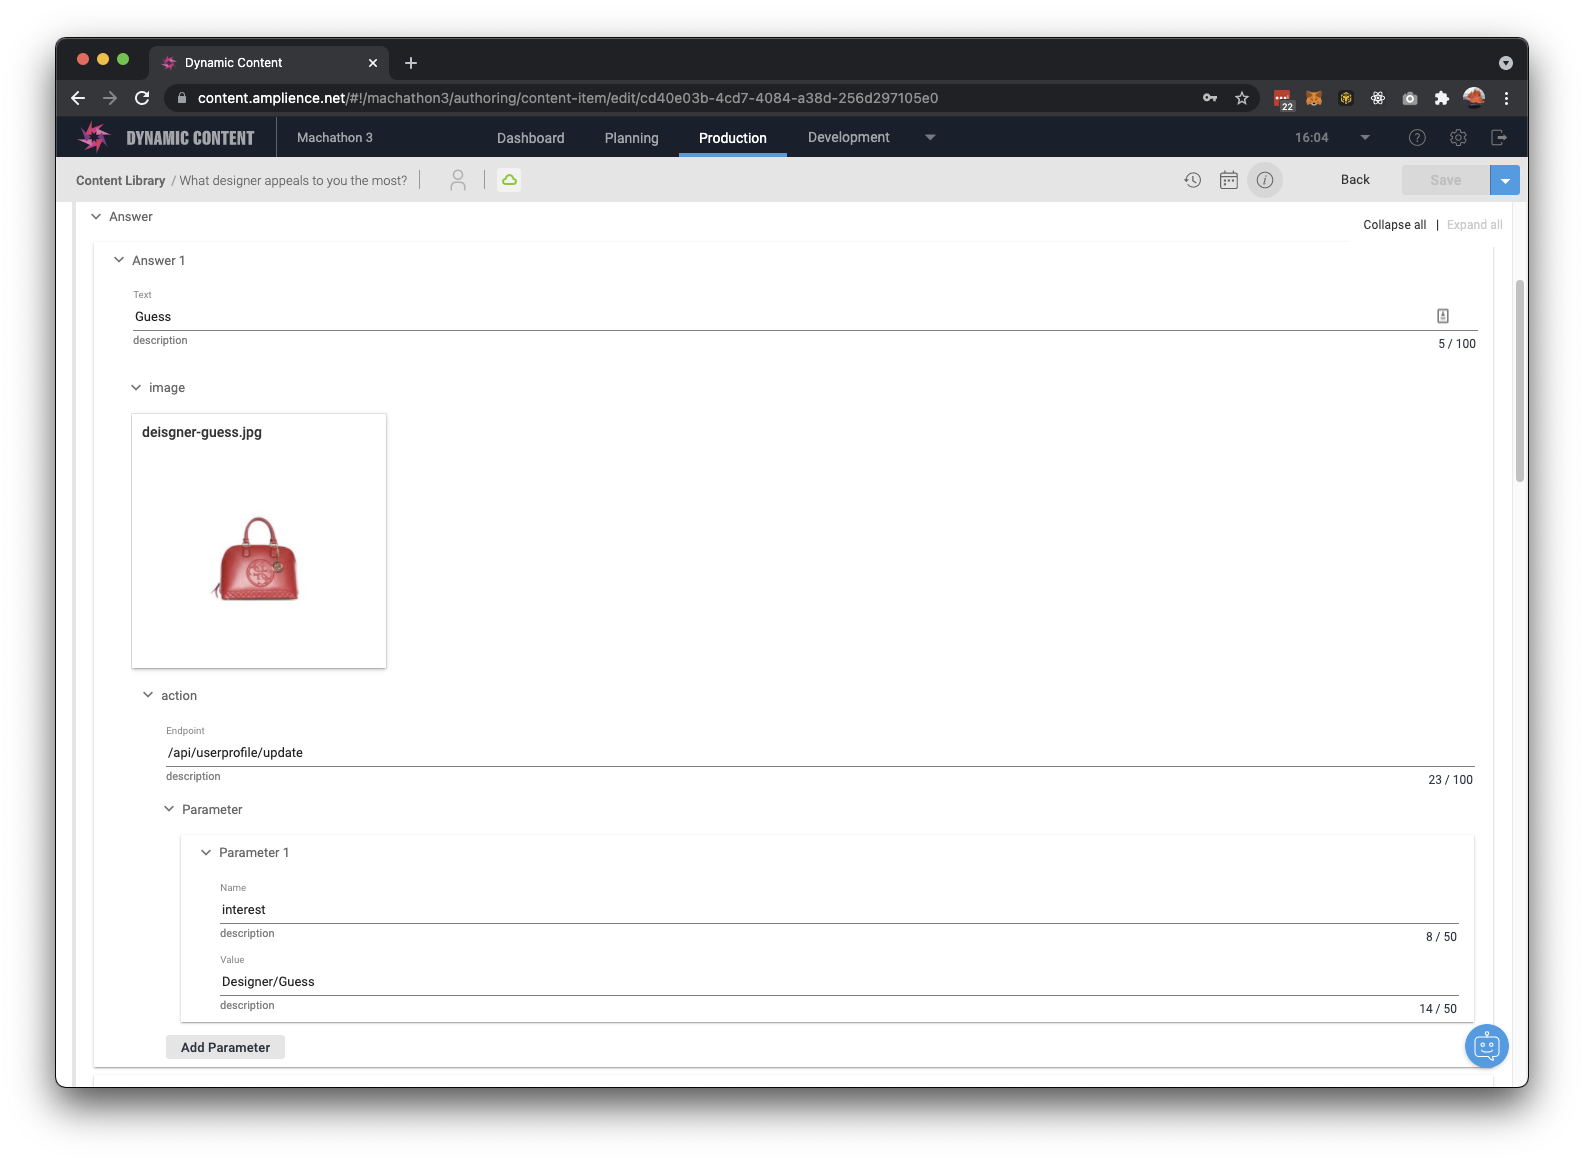 Dynamic Content
content.amplience.net/#!/machathon3/authoring/content-item/edit/cd40e03b-4cd7-4084-a38d-256d297105e0
22
DYNAMIC CONTENT
Machathon 3
Dashboard
Planning
Production
Development
16:04
Content Library / What designer appeals to you the most?
Back
Save
Answer
Collapse all | Expand all
Answer 1
Text
Guess
description
5 / 100
image
deisgner-guess.jpg
action
Endpoint
/api/userprofile/update
description
23 / 100
Parameter
Parameter 1
Name
interest
description
8 / 50
Value
Designer/Guess
description
14 / 50
Add Parameter